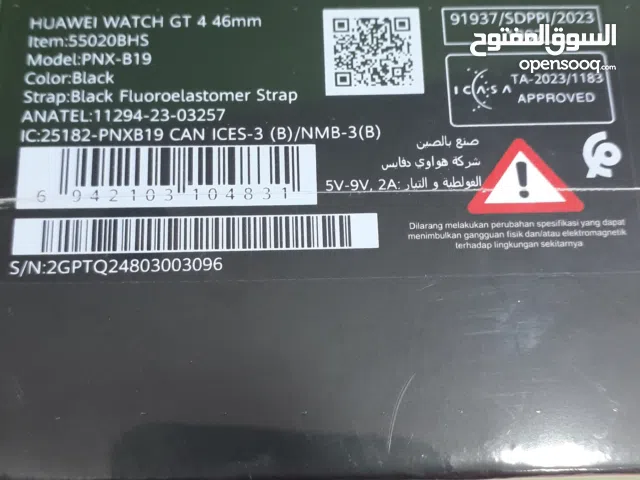 HUAWEI WATCH GT 4 46mm
Item:55020BHS
Model:PNX-B19
Color:Black
Strap:Black Fluoroelastomer Strap
ANATEL:11294-23-03257
IC:25182-PNXB19 CAN ICES-3 (B)/NMB-3(B)
91937/SDPPI/2023
السوق المفتوح
opensooq.com
ICASA
TA-2023/1183
APPROVED
صنع بالصين
شركة هواوي دفايس
الفولطية و التيار :5V-9V, 2A
6 942103 104831
S/N:2GPTQ24803003096
Dilarang melakukan perubahan spesifikasi yang dapat
menimbulkan gangguan fisik dan/atau elektromagnetik
terhadap lingkungan sekitarnya